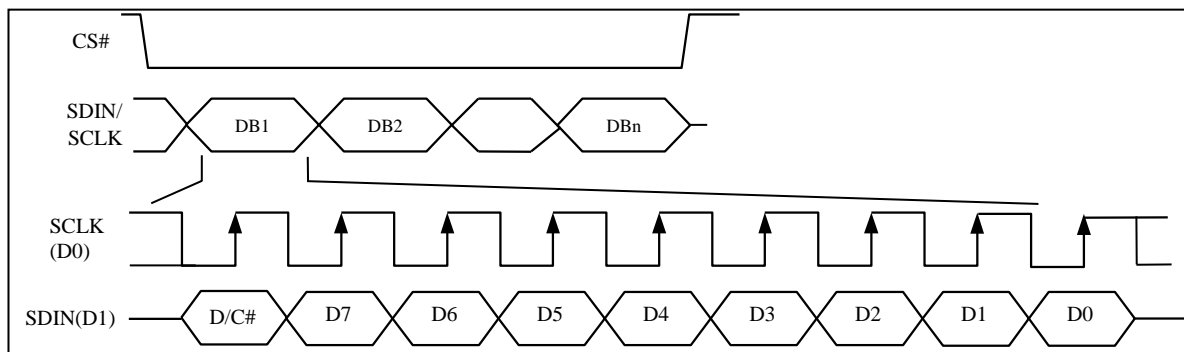 CS#
SDIN/
SCLK
DB1 DB2 DBn
SCLK
(D0)
SDIN(D1) D/C# D7 D6 D5 D4 D3 D2 D1 D0